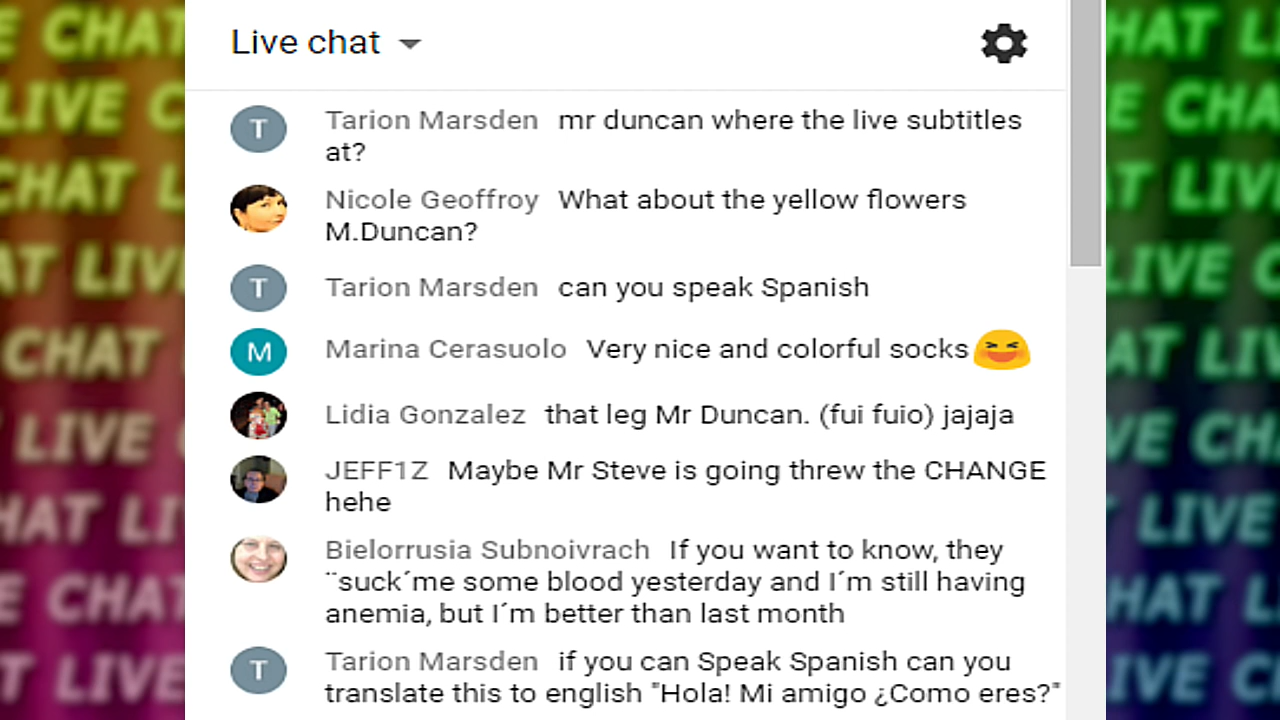 Live chat
T
Tarion Marsden mr duncan where the live subtitles
at?
Nicole Geoffroy What about the yellow flowers
M.Duncan?
T
Tarion Marsden can you speak Spanish
M
Marina Cerasuolo Very nice and colorful socks😆
Lidia Gonzalez that leg Mr Duncan. (fui fuio) jajaja
JEFF1Z Maybe Mr Steve is going threw the CHANGE
hehe
Bielorrusia Subnoivrach If you want to know, they
¨suck´me some blood yesterday and I´m still having
anemia, but I´m better than last month
T
Tarion Marsden if you can Speak Spanish can you
translate this to english "Hola! Mi amigo ¿Como eres?"